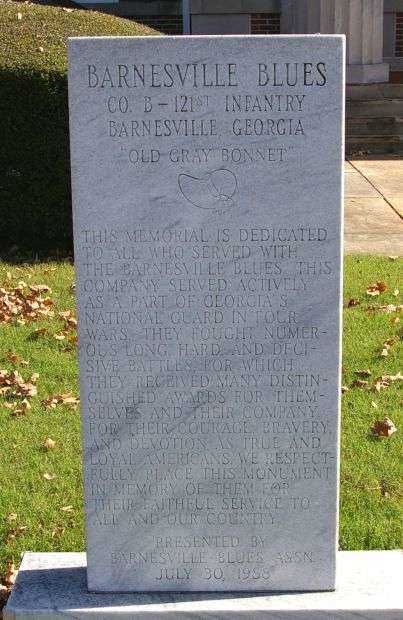 BARNESVILLE BLUES
CO. B - 121ST INFANTRY
BARNESVILLE, GEORGIA
"OLD GRAY BONNET"
THIS MEMORIAL IS DEDICATED
TO ALL WHO SERVED WITH
THE BARNESVILLE BLUES. THIS
COMPANY SERVED ACTIVELY
AS A PART OF GEORGIA'S
NATIONAL GUARD IN FOUR
WARS. THEY FOUGHT NUMER-
OUS LONG, HARD, AND DECI-
SIVE BATTLES, FOR WHICH
THEY RECEIVED MANY DISTIN-
GUISHED AWARDS FOR THEM-
SELVES AND THEIR COMPANY
FOR THEIR COURAGE, BRAVERY,
AND DEVOTION AS TRUE AND
LOYAL AMERICANS. WE RESPECT-
FULLY PLACE THIS MONUMENT
IN MEMORY OF THEM FOR
THEIR FAITHFUL SERVICE TO
ALL AND OUR COUNTRY.
PRESENTED BY
BARNESVILLE BLUES ASSN.
JULY 30, 1988